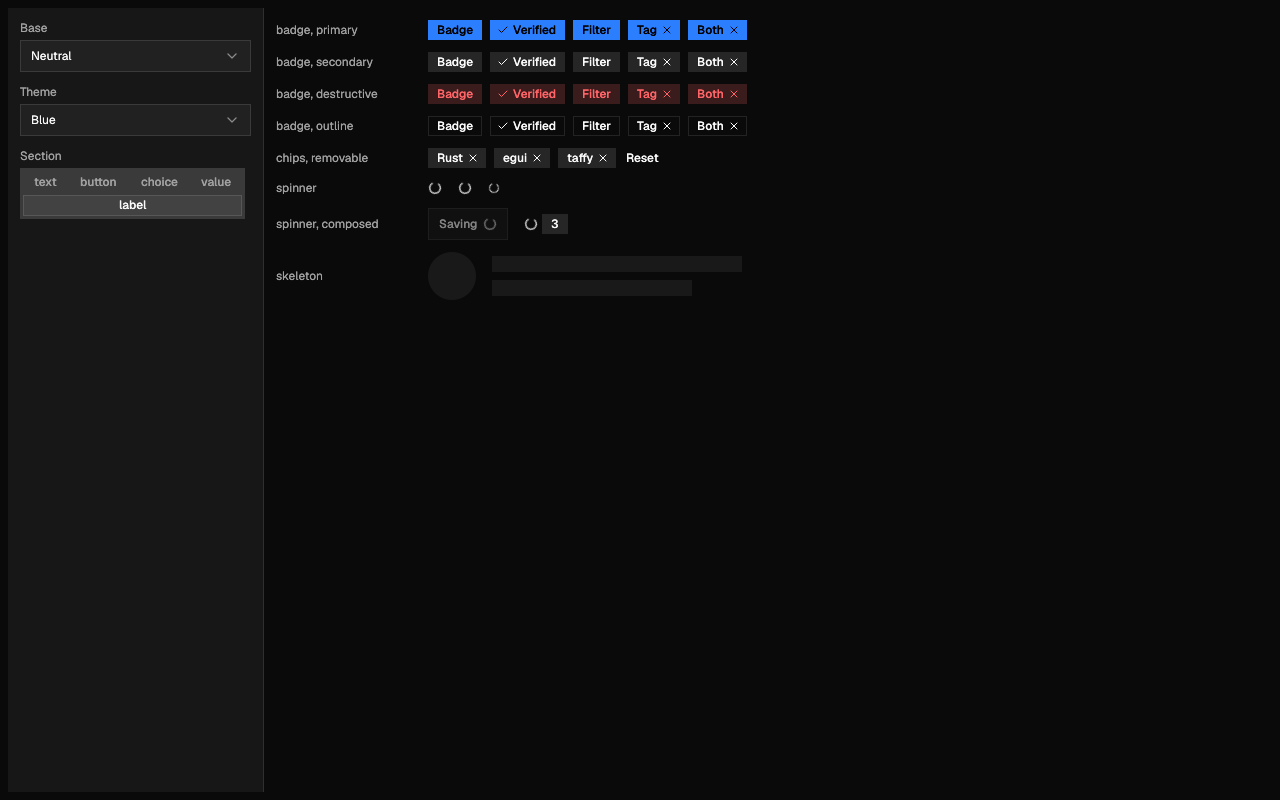 Base
Neutral
Theme
Blue
Section
text button choice value
label
badge, primary Badge Verified Filter Tag Both
badge, secondary Badge Verified Filter Tag Both
badge, destructive Badge Verified Filter Tag Both
badge, outline Badge Verified Filter Tag Both
chips, removable Rust egui taffy Reset
spinner
spinner, composed Saving 3
skeleton